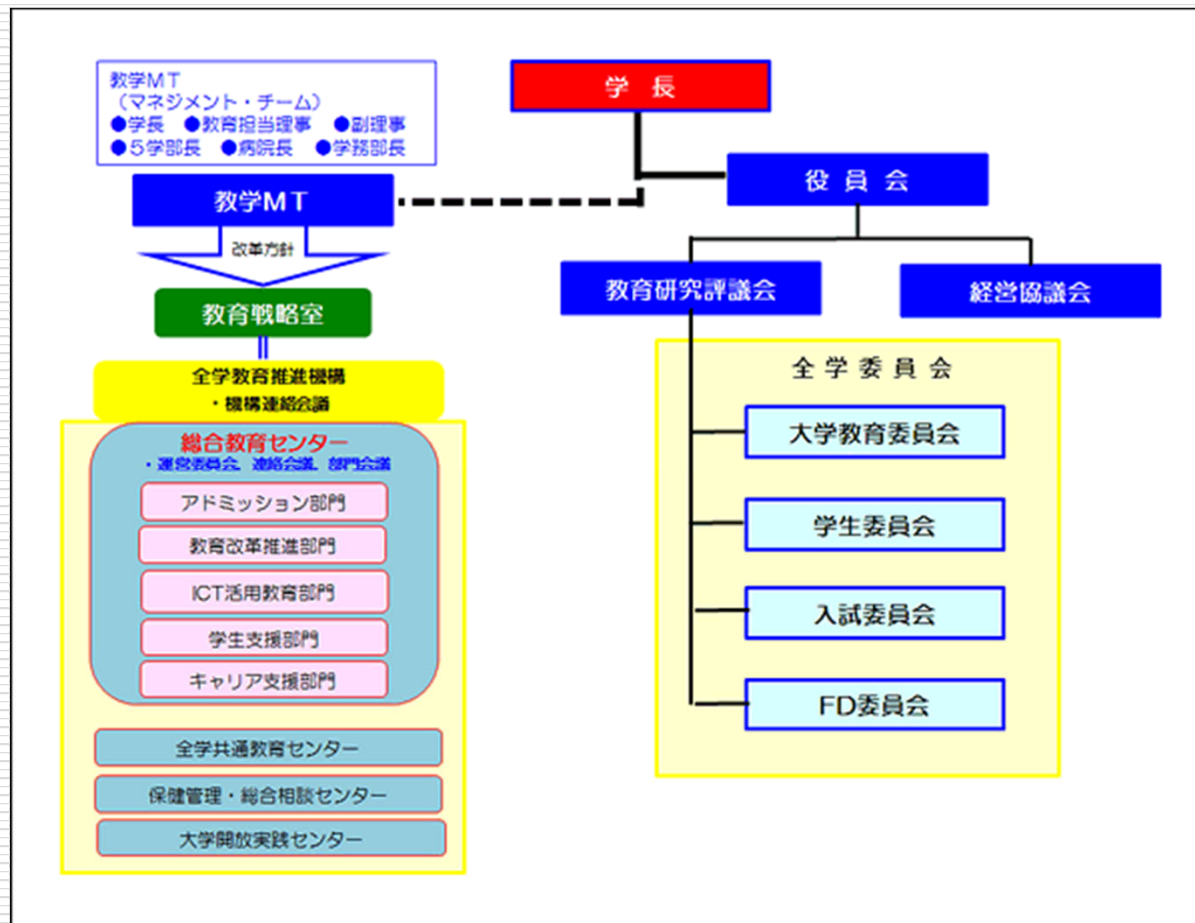 教学MT
(マネジメント・チーム)
●学長 ●教育担当理事 ●副理事
●5学部長 ●病院長 ●学務部長
学 長
役 員 会
教学MT
改革方針
教育研究評議会
経営協議会
教育戦略室
全学教育推進機構
・機構連絡会議
総合教育センター
・運営委員会、連絡会議、部門会議
アドミッション部門
教育改革推進部門
ICT活用教育部門
学生支援部門
キャリア支援部門
全学共通教育センター
保健管理・総合相談センター
大学開放実践センター
全 学 委 員 会
大学教育委員会
学生委員会
入試委員会
FD委員会